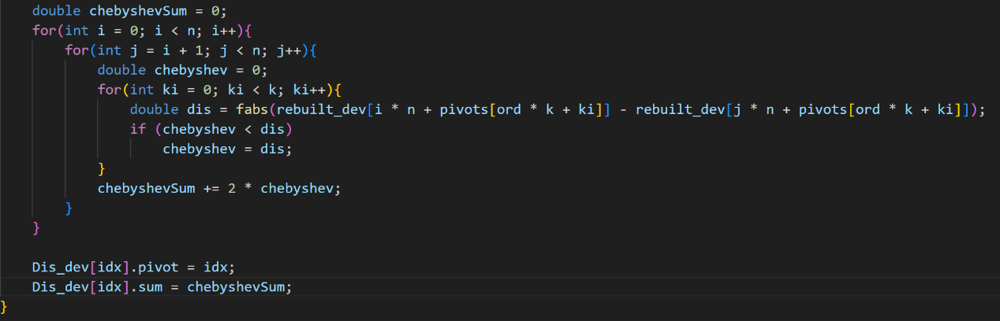 double chebyshevSum = 0;
for(int i = 0; i < n; i++){
for(int j = i + 1; j < n; j++){
double chebyshev = 0;
for(int ki = 0; ki < k; ki++){
double dis = fabs(rebuilt_dev[i * n + pivots[ord * k + ki]] - rebuilt_dev[j * n + pivots[ord * k + ki]]);
if (chebyshev < dis)
chebyshev = dis;
}
chebyshevSum += 2 * chebyshev;
}
}
Dis_dev[idx].pivot = idx;
Dis_dev[idx].sum = chebyshevSum;
}